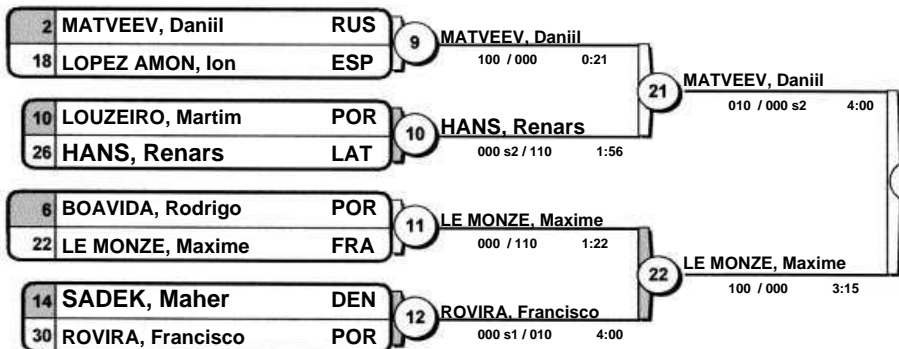 2 MATVEEV, Daniil RUS
18 LOPEZ AMON, Ion ESP
9
MATVEEV, Daniil
100 / 000 0:21
10 LOUZEIRO, Martim POR
26 HANS, Renars LAT
10
HANS, Renars
000 s2 / 110 1:56
21
MATVEEV, Daniil
010 / 000 s2 4:00
6 BOAVIDA, Rodrigo POR
22 LE MONZE, Maxime FRA
11
LE MONZE, Maxime
000 / 110 1:22
14 SADEK, Maher DEN
30 ROVIRA, Francisco POR
12
ROVIRA, Francisco
000 s1 / 010 4:00
22
LE MONZE, Maxime
100 / 000 3:15